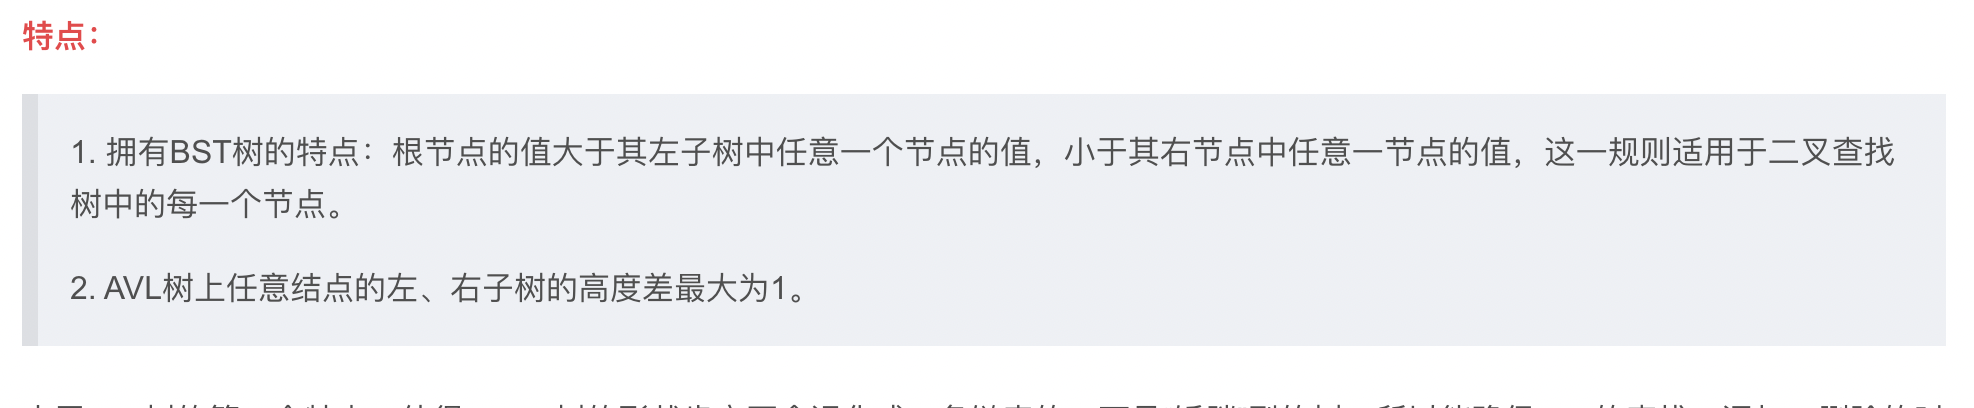 特点：
1. 拥有BST树的特点：根节点的值大于其左子树中任意一个节点的值，小于其右节点中任意一节点的值，这一规则适用于二叉查找
树中的每一个节点。
2. AVL树上任意结点的左、右子树的高度差最大为1。